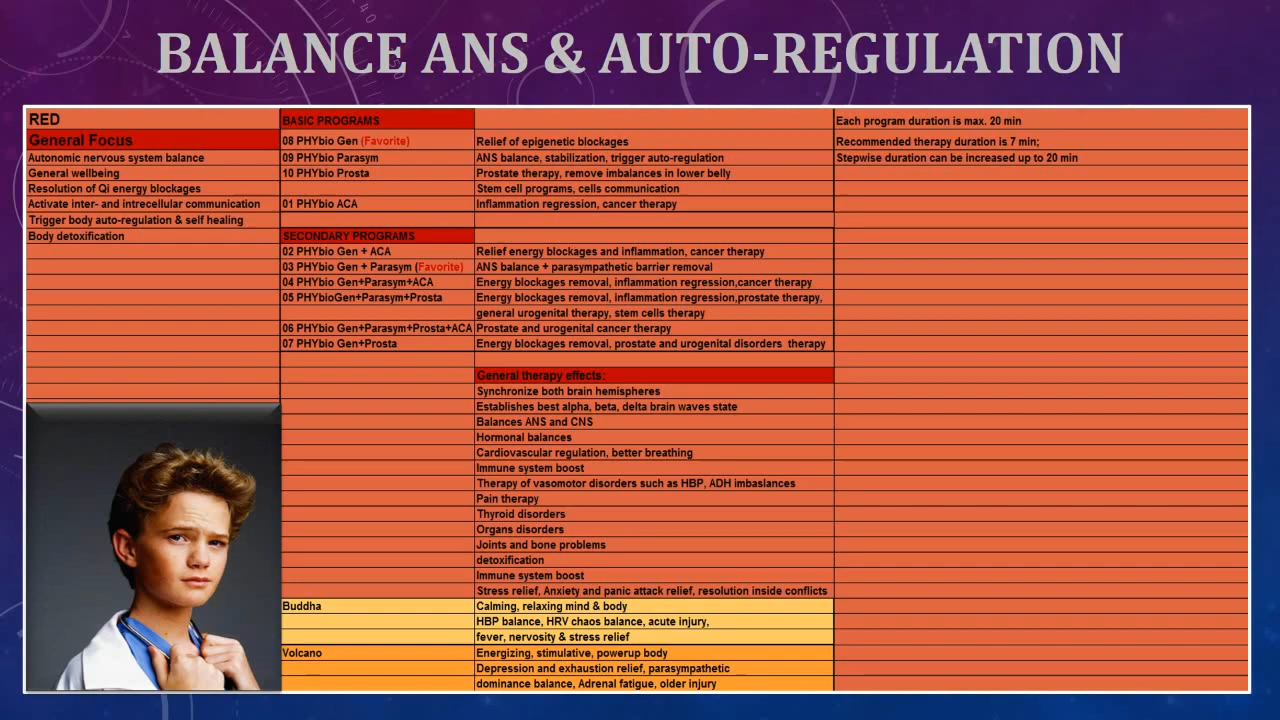 BALANCE ANS & AUTO-REGULATION
RED BASIC PROGRAMS Each program duration is max. 20 min
General Focus 08 PHYbio Gen (Favorite) Relief of epigenetic blockages Recommended therapy duration is 7 min;
Autonomic nervous system balance 09 PHYbio Parasym ANS balance, stabilization, trigger auto-regulation Stepwise duration can be increased up to 20 min
General wellbeing 10 PHYbio Prosta Prostate therapy, remove imbalances in lower belly
Resolution of Qi energy blockages Stem cell programs, cells communication
Activate inter- and intrecellular communication 01 PHYbio ACA Inflammation regression, cancer therapy
Trigger body auto-regulation & self healing
Body detoxification SECONDARY PROGRAMS
02 PHYbio Gen + ACA Relief energy blockages and inflammation, cancer therapy
03 PHYbio Gen + Parasym (Favorite) ANS balance + parasympathetic barrier removal
04 PHYbio Gen+Parasym+ACA Energy blockages removal, inflammation regression,cancer therapy
05 PHYbioGen+Parasym+Prosta Energy blockages removal, inflammation regression,prostate therapy,
general urogenital therapy, stem cells therapy
06 PHYbio Gen+Parasym+Prosta+ACA Prostate and urogenital cancer therapy
07 PHYbio Gen+Prosta Energy blockages removal, prostate and urogenital disorders therapy
General therapy effects:
Synchronize both brain hemispheres
Establishes best alpha, beta, delta brain waves state
Balances ANS and CNS
Hormonal balances
Cardiovascular regulation, better breathing
Immune system boost
Therapy of vasomotor disorders such as HBP, ADH imbaslances
Pain therapy
Thyroid disorders
Organs disorders
Joints and bone problems
detoxification
Immune system boost
Stress relief, Anxiety and panic attack relief, resolution inside conflicts
Buddha Calming, relaxing mind & body
HBP balance, HRV chaos balance, acute injury,
fever, nervosity & stress relief
Volcano Energizing, stimulative, powerup body
Depression and exhaustion relief, parasympathetic
dominance balance, Adrenal fatigue, older injury